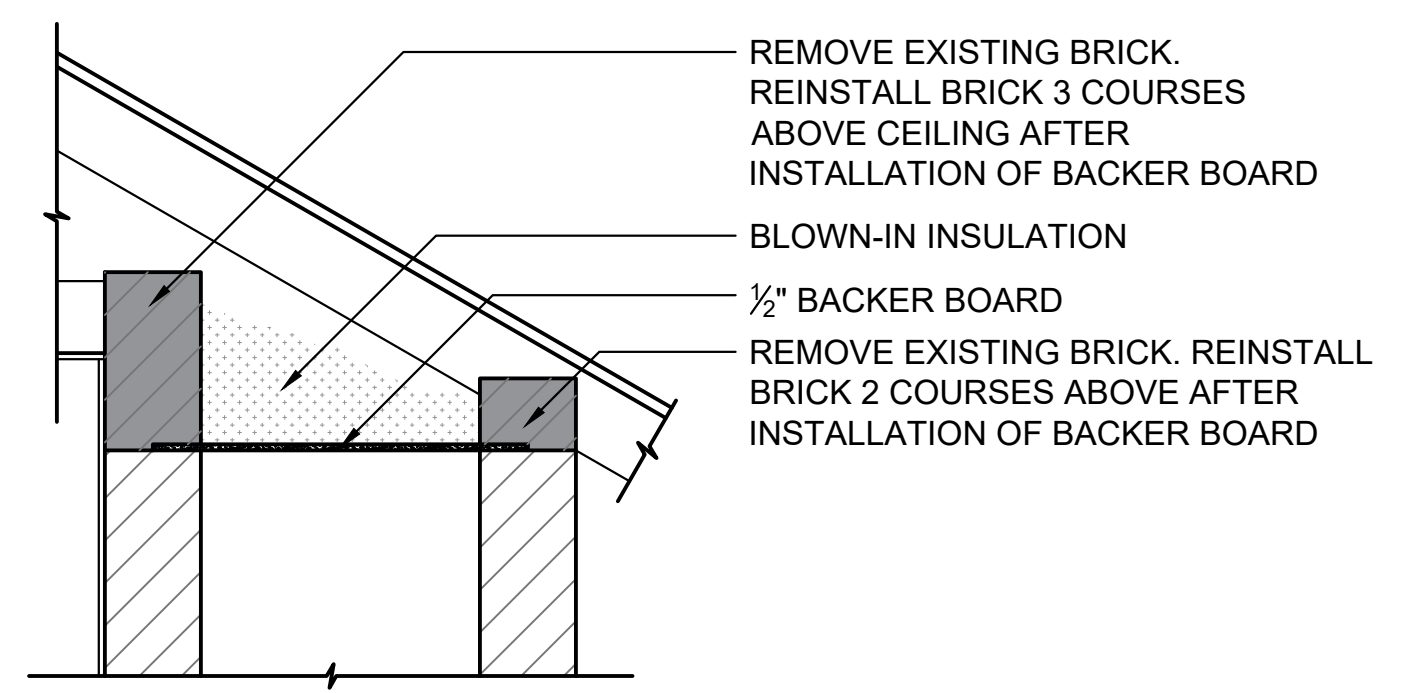 REMOVE EXISTING BRICK.
REINSTALL BRICK 3 COURSES
ABOVE CEILING AFTER
INSTALLATION OF BACKER BOARD
BLOWN-IN INSULATION
½" BACKER BOARD
REMOVE EXISTING BRICK. REINSTALL
BRICK 2 COURSES ABOVE AFTER
INSTALLATION OF BACKER BOARD